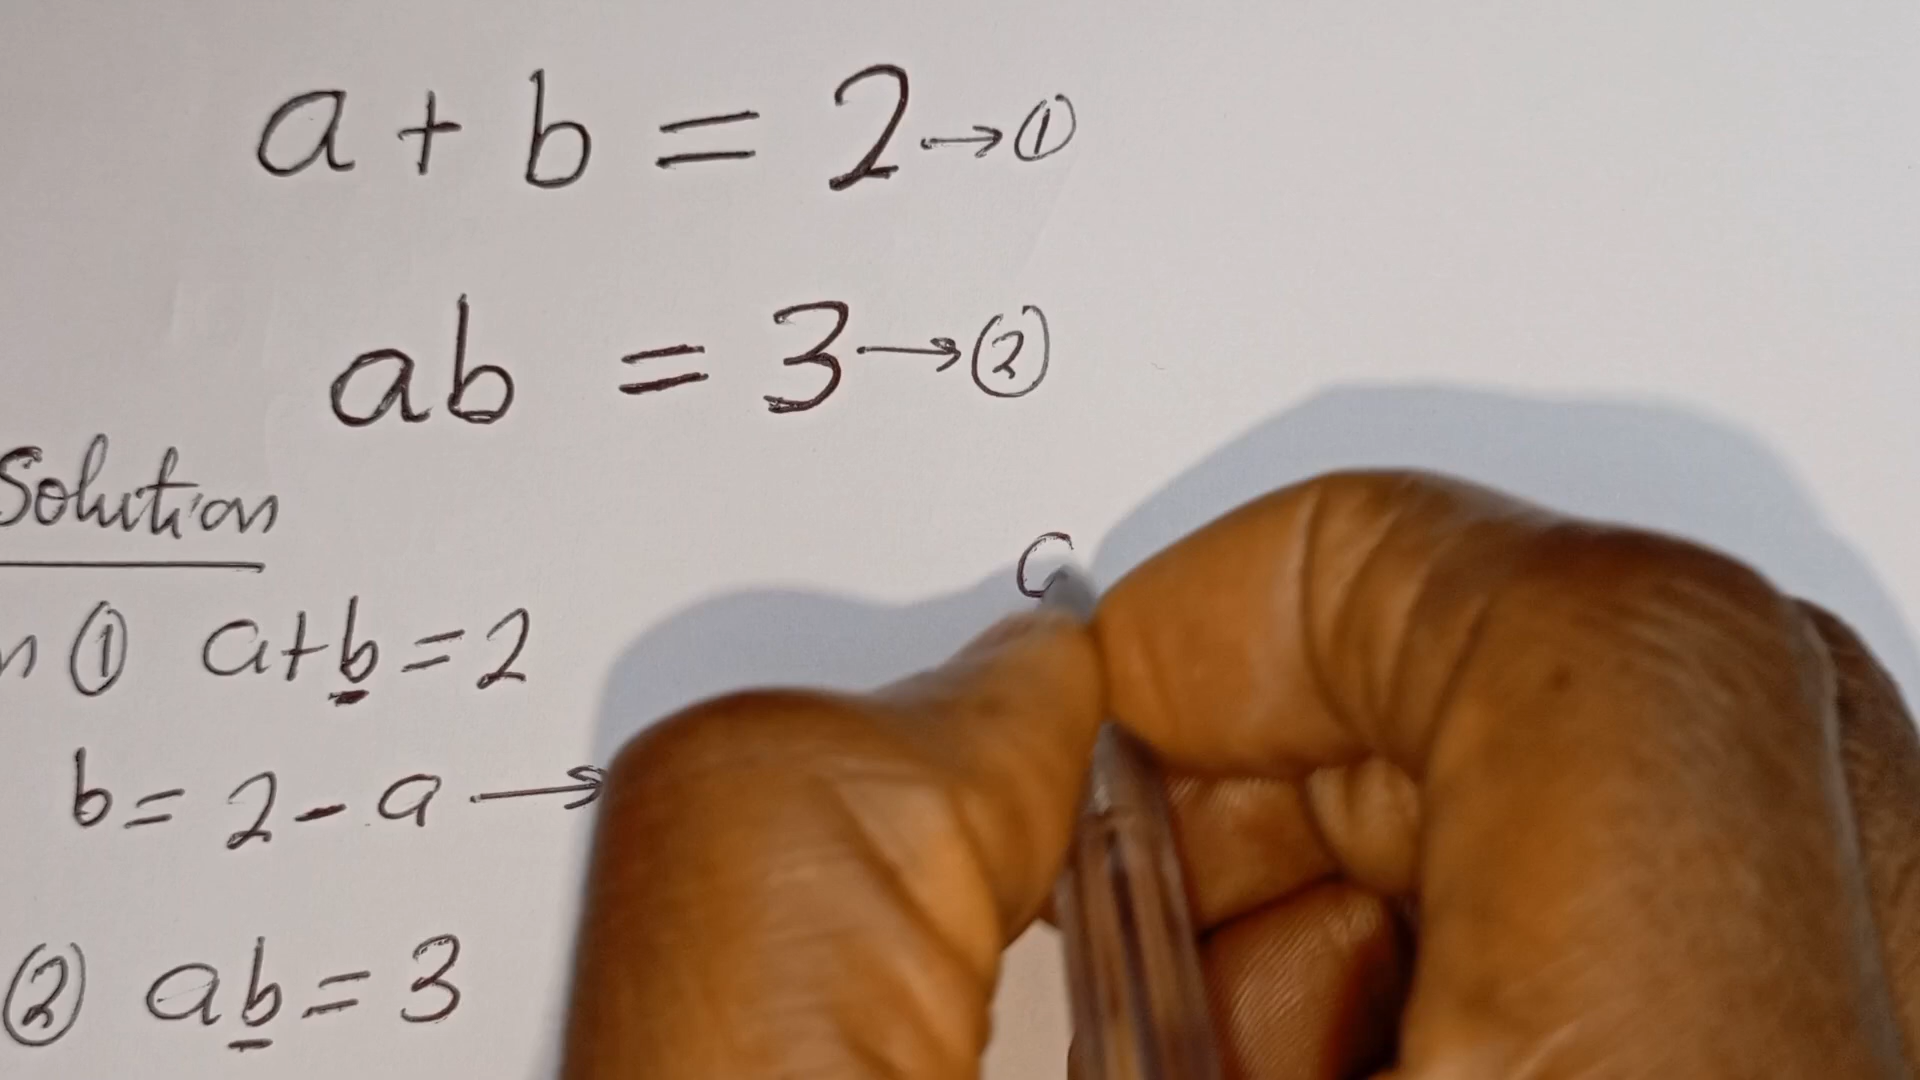 a + b = 2 → ①
ab = 3 → ②
Solution
n ① a+b = 2
b = 2 - a →
② ab = 3